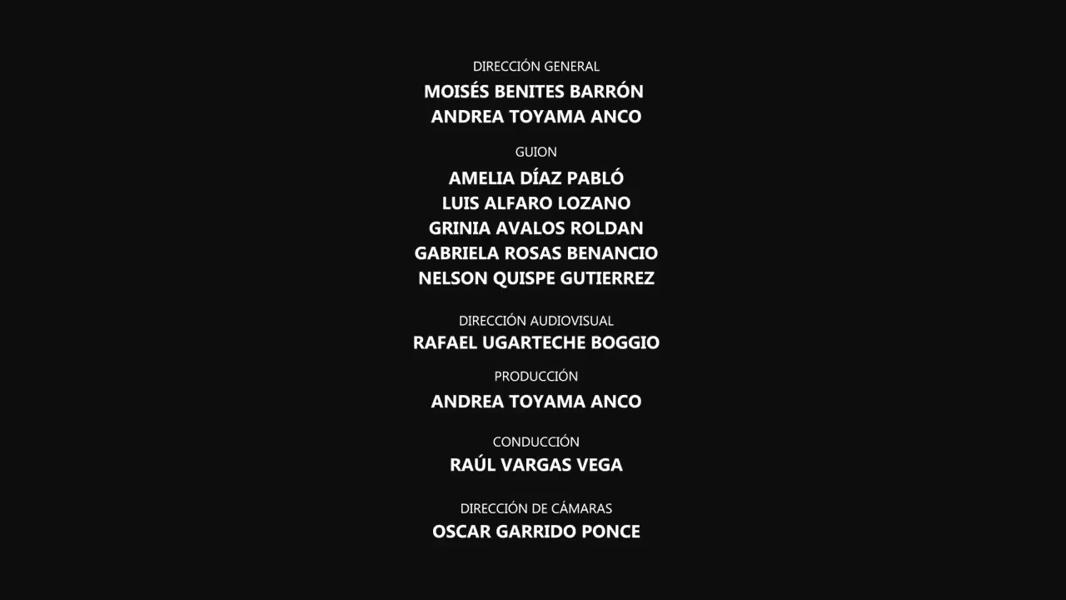 DIRECCIÓN GENERAL
MOISÉS BENITES BARRÓN
ANDREA TOYAMA ANCO
GUION
AMELIA DÍAZ PABLÓ
LUIS ALFARO LOZANO
GRINIA AVALOS ROLDAN
GABRIELA ROSAS BENANCIO
NELSON QUISPE GUTIERREZ
DIRECCIÓN AUDIOVISUAL
RAFAEL UGARTECHE BOGGIO
PRODUCCIÓN
ANDREA TOYAMA ANCO
CONDUCCIÓN
RAÚL VARGAS VEGA
DIRECCIÓN DE CÁMARAS
OSCAR GARRIDO PONCE